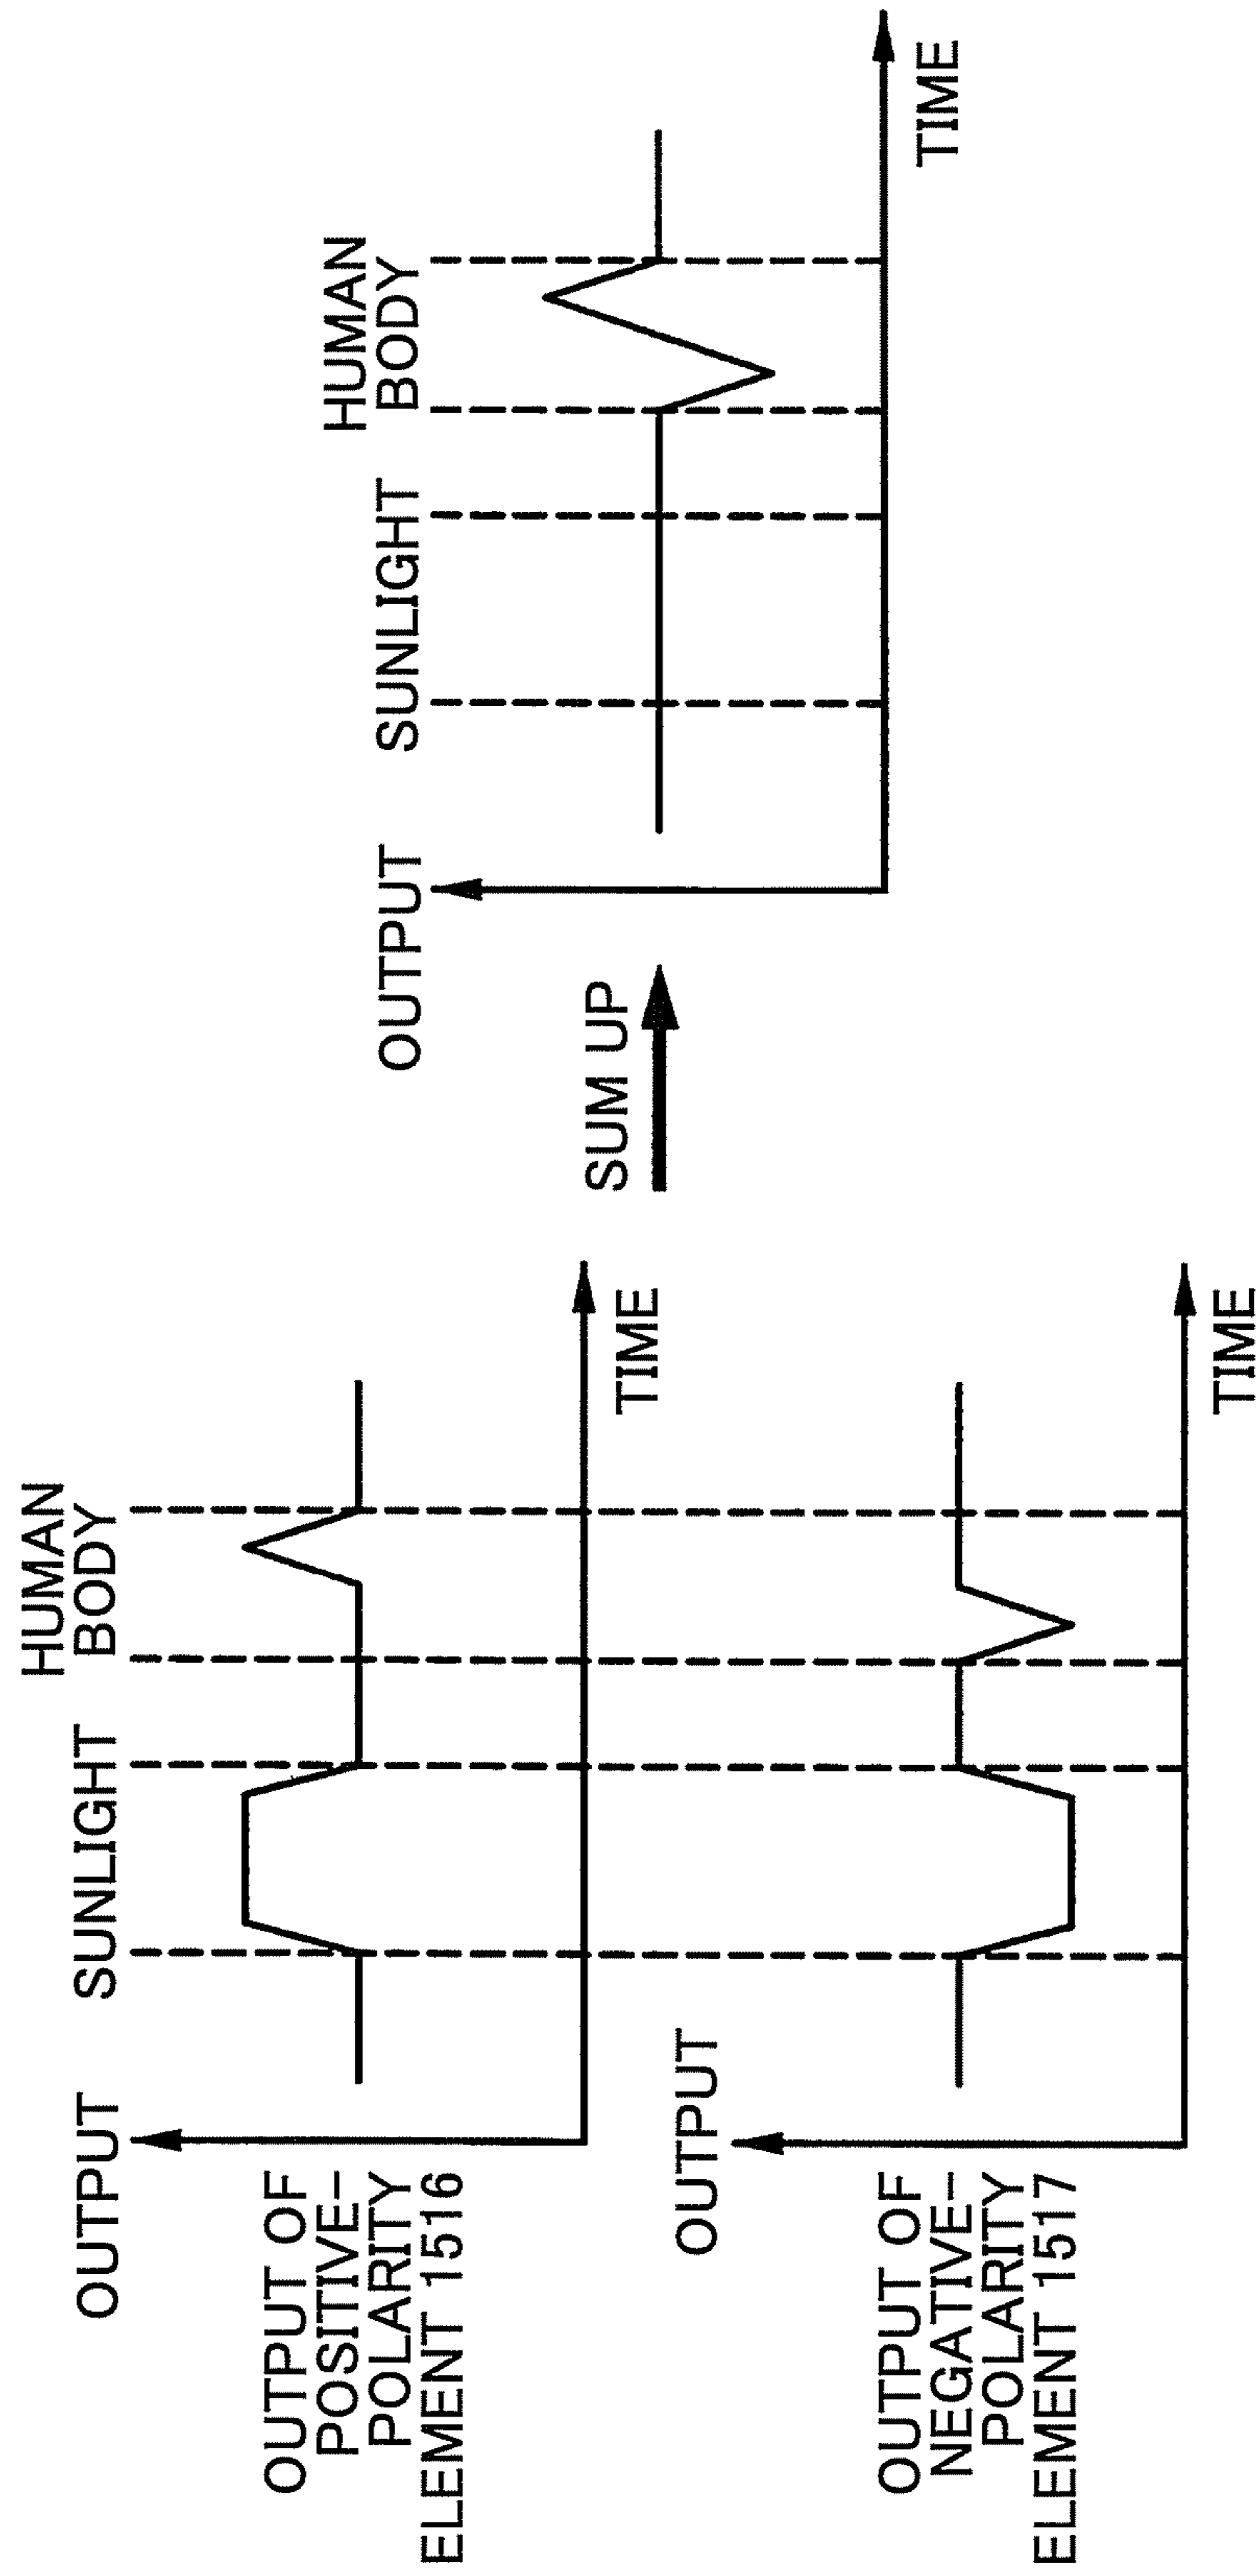 OUTPUT
SUNLIGHT
HUMAN
BODY
OUTPUT OF
POSITIVE-
POLARITY
ELEMENT 1516
TIME
OUTPUT
OUTPUT OF
NEGATIVE-
POLARITY
ELEMENT 1517
TIME
SUM UP
OUTPUT
SUNLIGHT
HUMAN
BODY
TIME